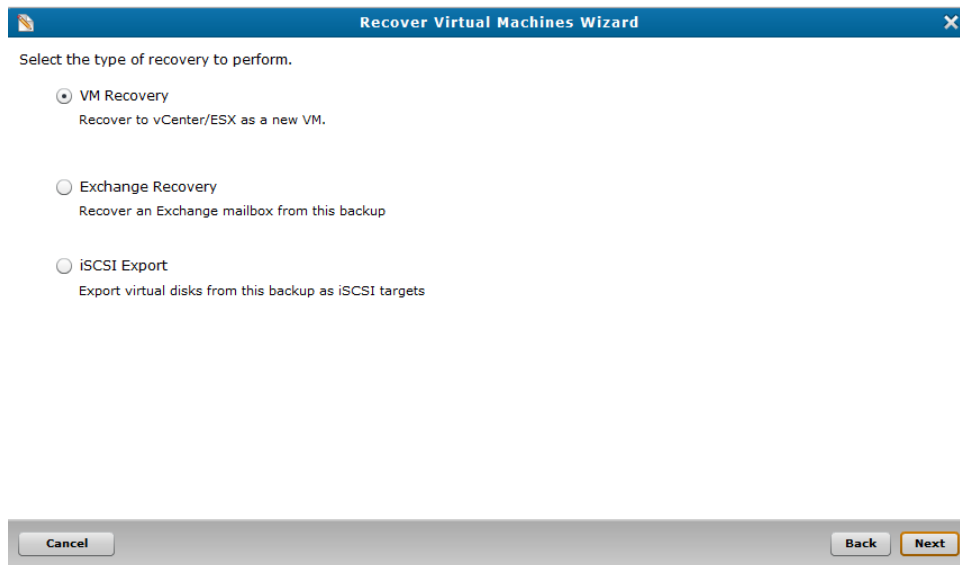 Recover Virtual Machines Wizard
Select the type of recovery to perform.
VM Recovery
Recover to vCenter/ESX as a new VM.
Exchange Recovery
Recover an Exchange mailbox from this backup
iSCSI Export
Export virtual disks from this backup as iSCSI targets
Cancel Back Next